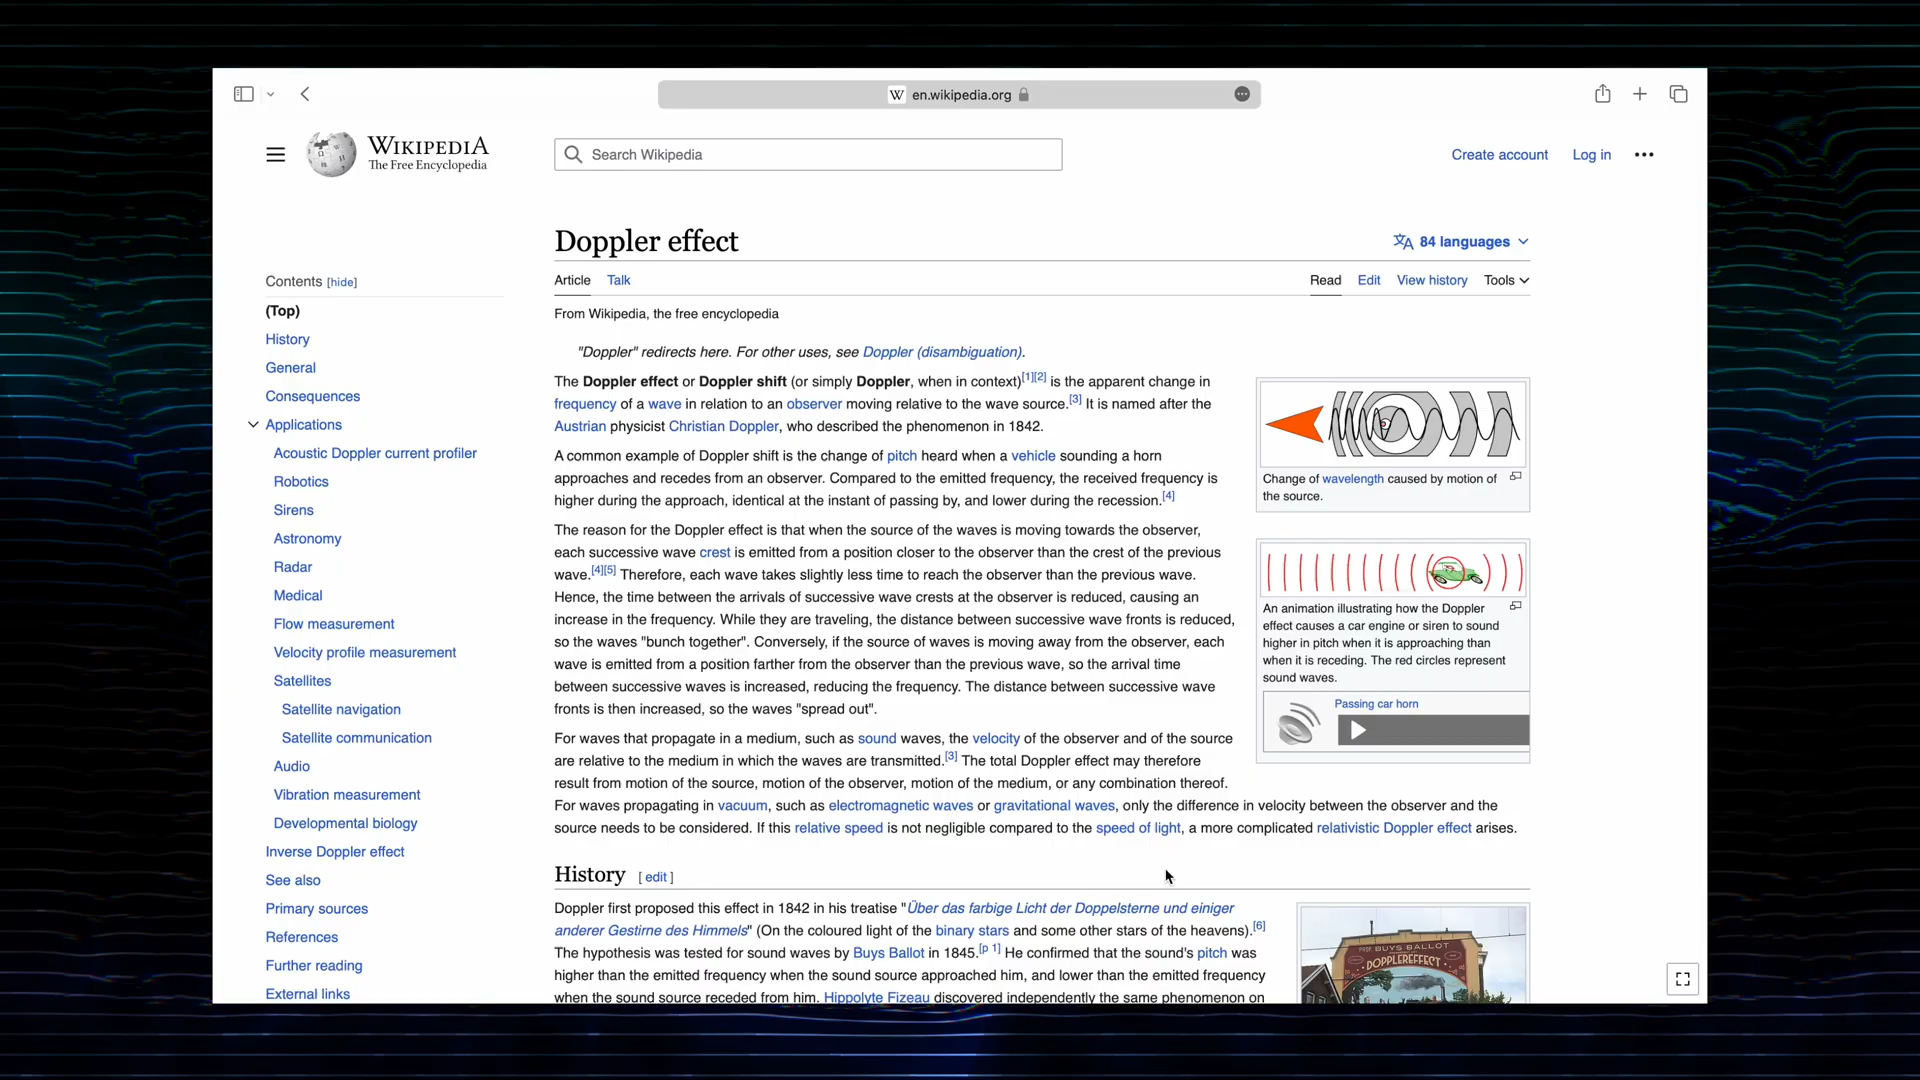 en.wikipedia.org
WIKIPEDIA
The Free Encyclopedia
Search Wikipedia
Create account
Log in
Doppler effect
84 languages
Contents [hide]
(Top)
History
General
Consequences
Applications
Acoustic Doppler current profiler
Robotics
Sirens
Astronomy
Radar
Medical
Flow measurement
Velocity profile measurement
Satellites
Satellite navigation
Satellite communication
Audio
Vibration measurement
Developmental biology
Inverse Doppler effect
See also
Primary sources
References
Further reading
External links
Article Talk
Read Edit View history Tools
From Wikipedia, the free encyclopedia
"Doppler" redirects here. For other uses, see Doppler (disambiguation).
The Doppler effect or Doppler shift (or simply Doppler, when in context)[1][2] is the apparent change in
frequency of a wave in relation to an observer moving relative to the wave source.[3] It is named after the
Austrian physicist Christian Doppler, who described the phenomenon in 1842.
A common example of Doppler shift is the change of pitch heard when a vehicle sounding a horn
approaches and recedes from an observer. Compared to the emitted frequency, the received frequency is
higher during the approach, identical at the instant of passing by, and lower during the recession.[4]
The reason for the Doppler effect is that when the source of the waves is moving towards the observer,
each successive wave crest is emitted from a position closer to the observer than the crest of the previous
wave.[4][5] Therefore, each wave takes slightly less time to reach the observer than the previous wave.
Hence, the time between the arrivals of successive wave crests at the observer is reduced, causing an
increase in the frequency. While they are traveling, the distance between successive wave fronts is reduced,
so the waves "bunch together". Conversely, if the source of waves is moving away from the observer, each
wave is emitted from a position farther from the observer than the previous wave, so the arrival time
between successive waves is increased, reducing the frequency. The distance between successive wave
fronts is then increased, so the waves "spread out".
For waves that propagate in a medium, such as sound waves, the velocity of the observer and of the source
are relative to the medium in which the waves are transmitted.[3] The total Doppler effect may therefore
result from motion of the source, motion of the observer, motion of the medium, or any combination thereof.
For waves propagating in vacuum, such as electromagnetic waves or gravitational waves, only the difference in velocity between the observer and the
source needs to be considered. If this relative speed is not negligible compared to the speed of light, a more complicated relativistic Doppler effect arises.
Change of wavelength caused by motion of
the source.
An animation illustrating how the Doppler
effect causes a car engine or siren to sound
higher in pitch when it is approaching than
when it is receding. The red circles represent
sound waves.
Passing car horn
History [ edit ]
Doppler first proposed this effect in 1842 in his treatise "Über das farbige Licht der Doppelsterne und einiger
anderer Gestirne des Himmels" (On the coloured light of the binary stars and some other stars of the heavens).[6]
The hypothesis was tested for sound waves by Buys Ballot in 1845.[p 1] He confirmed that the sound's pitch was
higher than the emitted frequency when the sound source approached him, and lower than the emitted frequency
when the sound source receded from him. Hippolyte Fizeau discovered independently the same phenomenon on
PROF. BUYS BALLOT
DOPPLEREFFECT